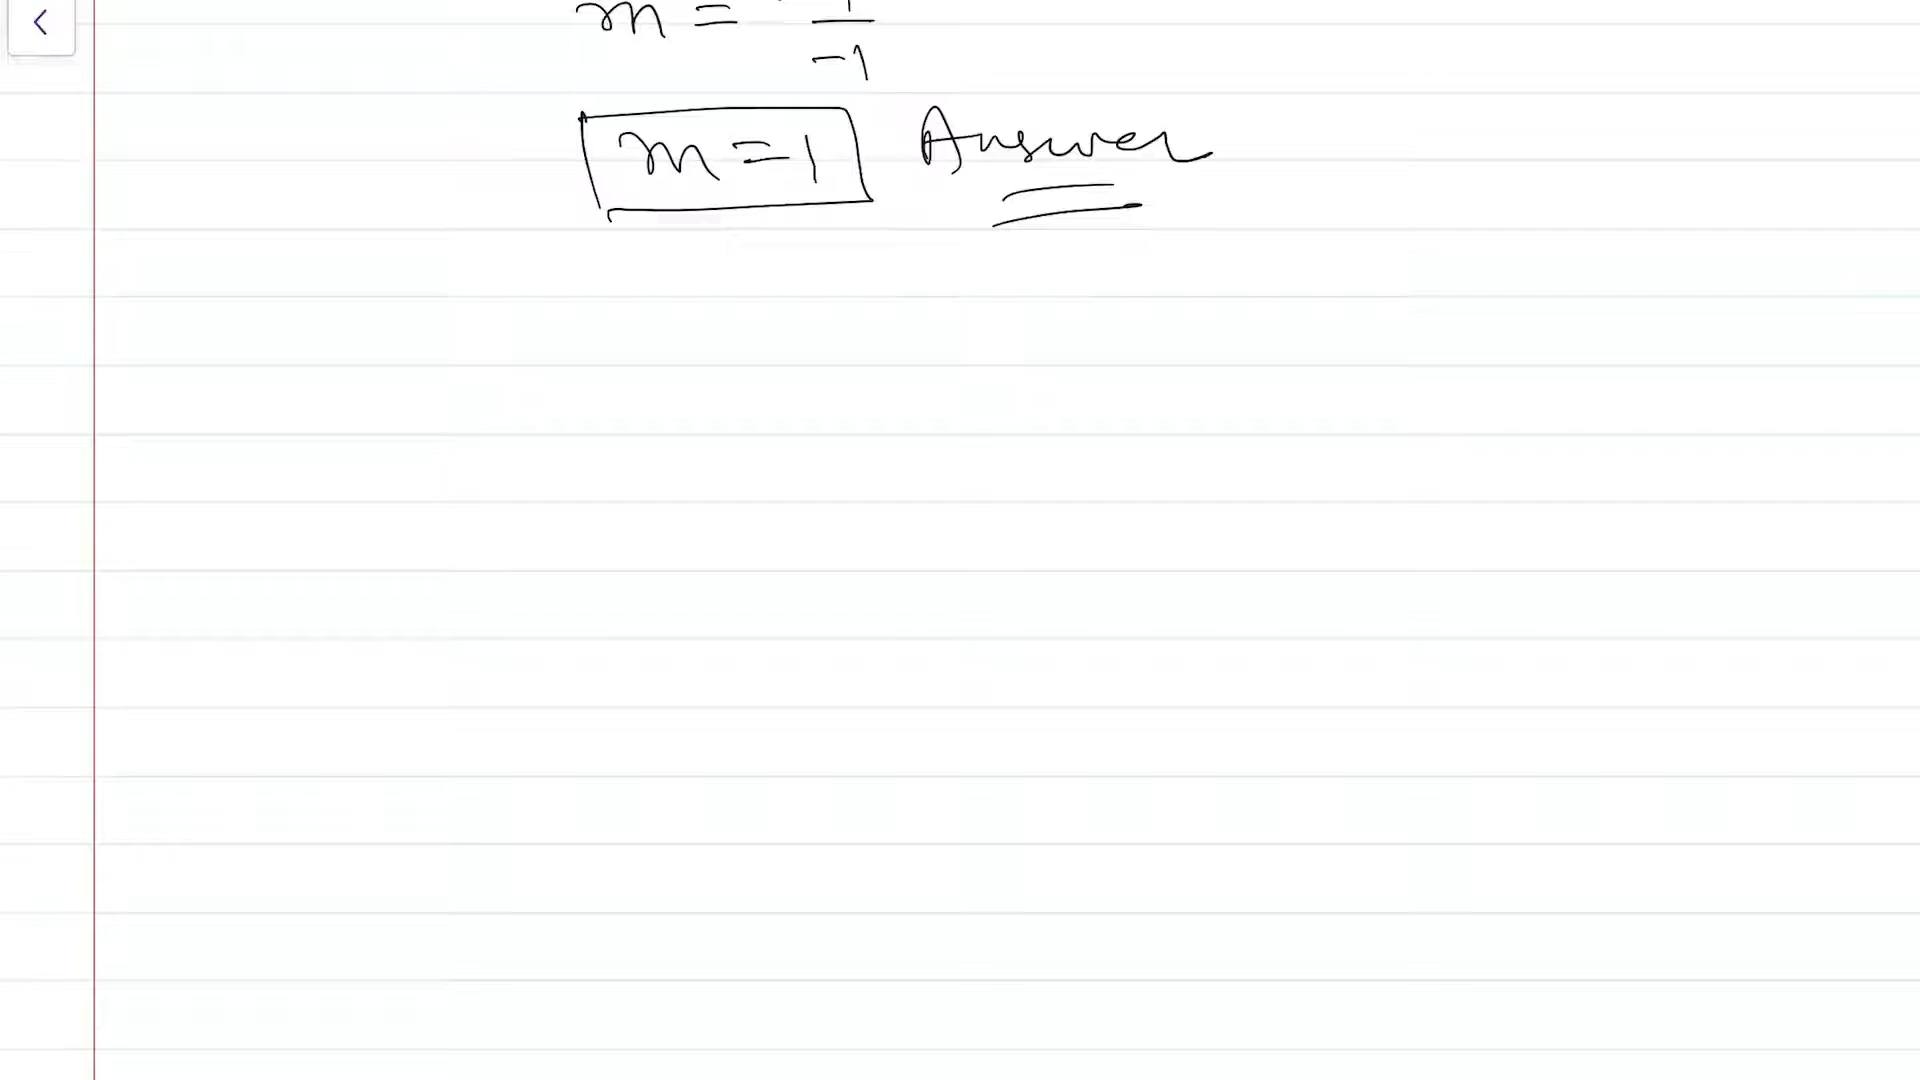 m = - 1/-1
m = 1 Answer